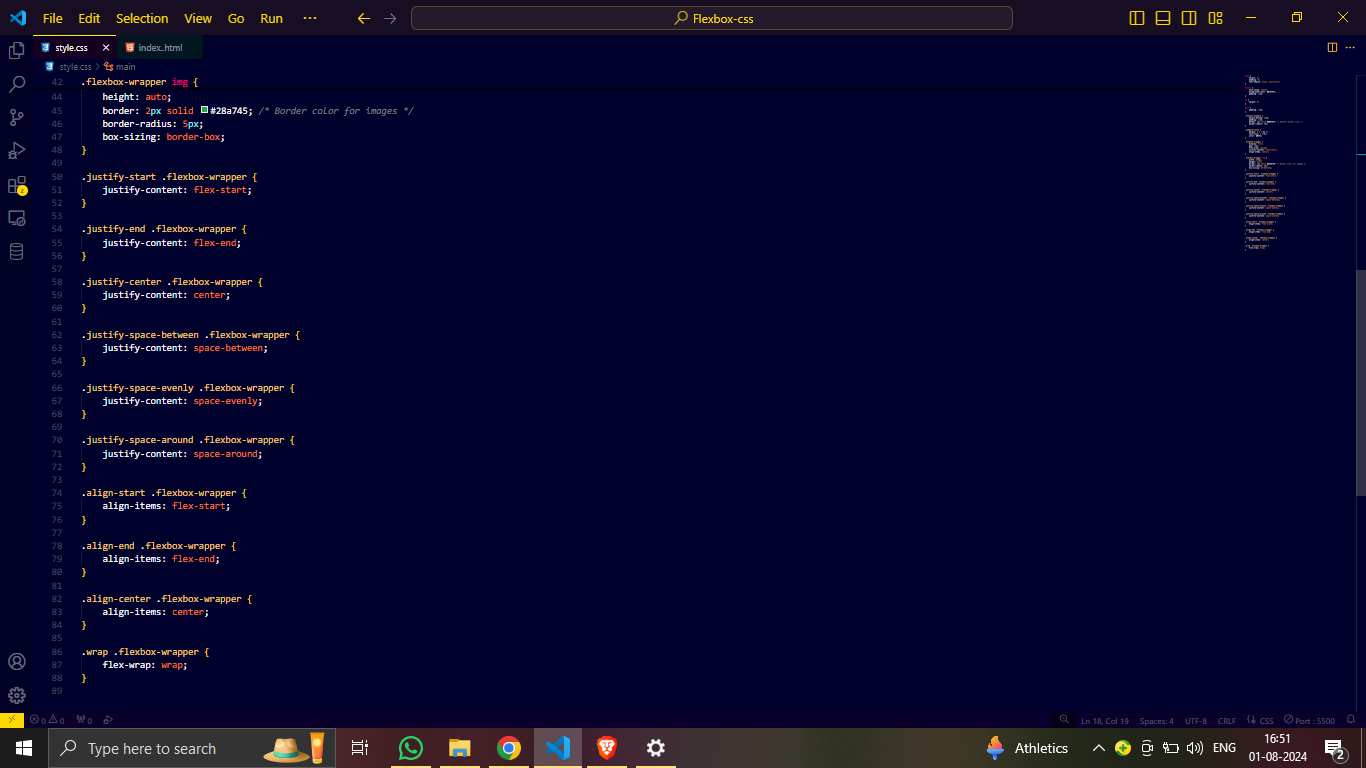 File Edit Selection View Go Run ···
Flexbox-css
style.css
index..html
style.css > main
42 .flexbox-wrapper img {
44 height: auto;
45 border: 2px solid #28a745; /* Border color for images */
46 border-radius: 5px;
47 box-sizing: border-box;
48 }
49
50 .justify-start .flexbox-wrapper {
51 justify-content: flex-start;
52 }
53
54 .justify-end .flexbox-wrapper {
55 justify-content: flex-end;
56 }
57
58 .justify-center .flexbox-wrapper {
59 justify-content: center;
60 }
61
62 .justify-space-between .flexbox-wrapper {
63 justify-content: space-between;
64 }
65
66 .justify-space-evenly .flexbox-wrapper {
67 justify-content: space-evenly;
68 }
69
70 .justify-space-around .flexbox-wrapper {
71 justify-content: space-around;
72 }
73
74 .align-start .flexbox-wrapper {
75 align-items: flex-start;
76 }
77
78 .align-end .flexbox-wrapper {
79 align-items: flex-end;
80 }
81
82 .align-center .flexbox-wrapper {
83 align-items: center;
84 }
85
86 .wrap .flexbox-wrapper {
87 flex-wrap: wrap;
88 }
89
0 0 0 Ln 18, Col 19 Spaces: 4 UTF-8 CRLF CSS Port : 5500
Type here to search
Athletics
ENG
16:51
01-08-2024
2